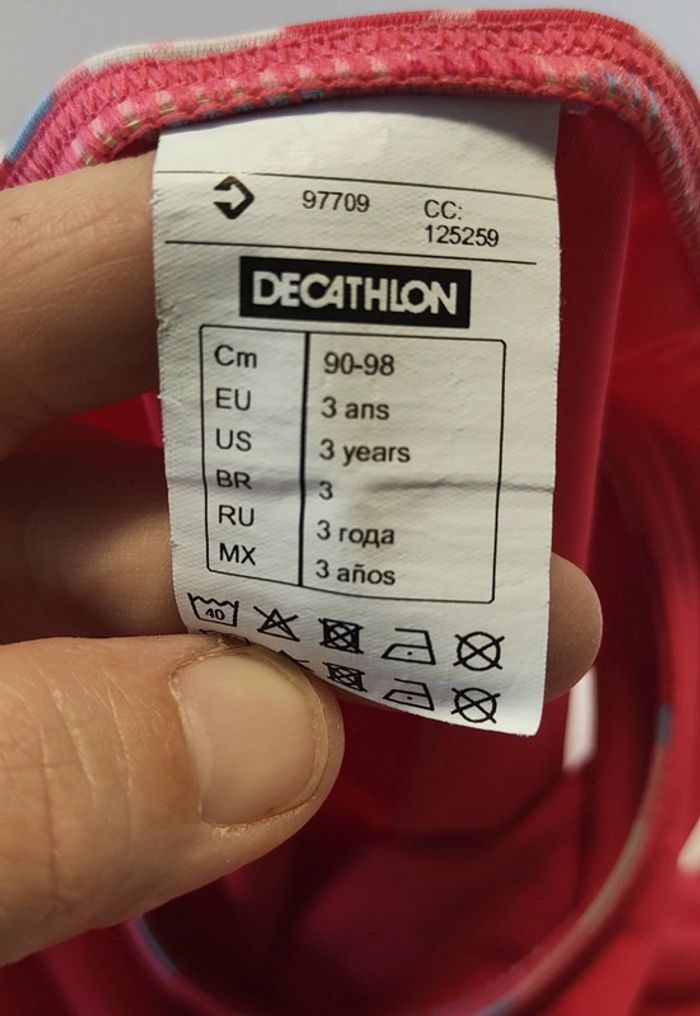 97709 CC:
125259
DECATHLON
Cm 90-98
EU 3 ans
US 3 years
BR 3
RU 3 года
MX 3 años
40